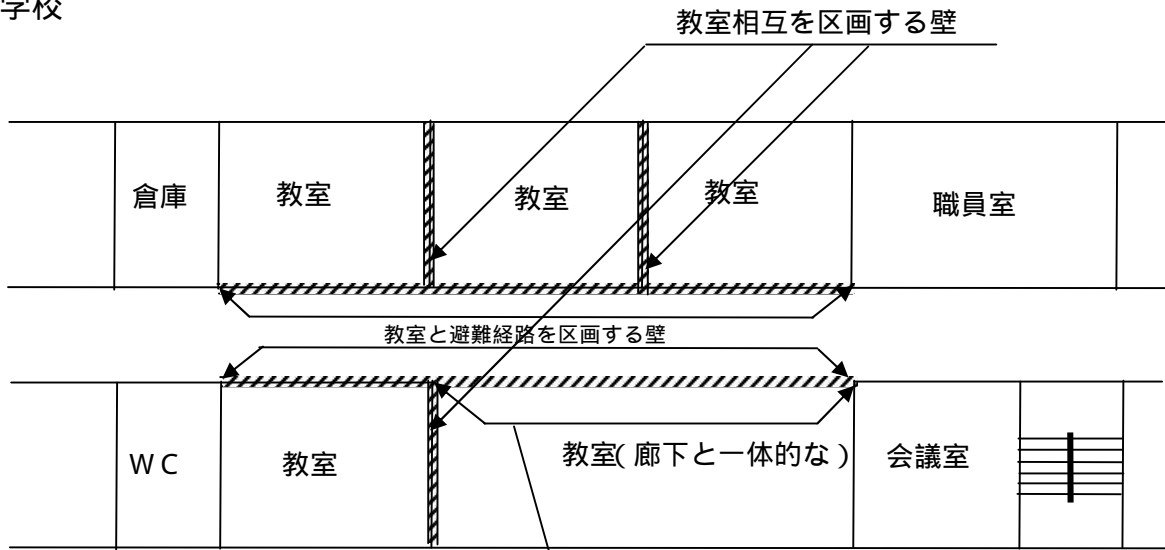 学校
教室相互を区画する壁
倉庫
教室
教室
教室
職員室
教室と避難経路を区画する壁
WC
教室
教室(廊下と一体的な)
会議室